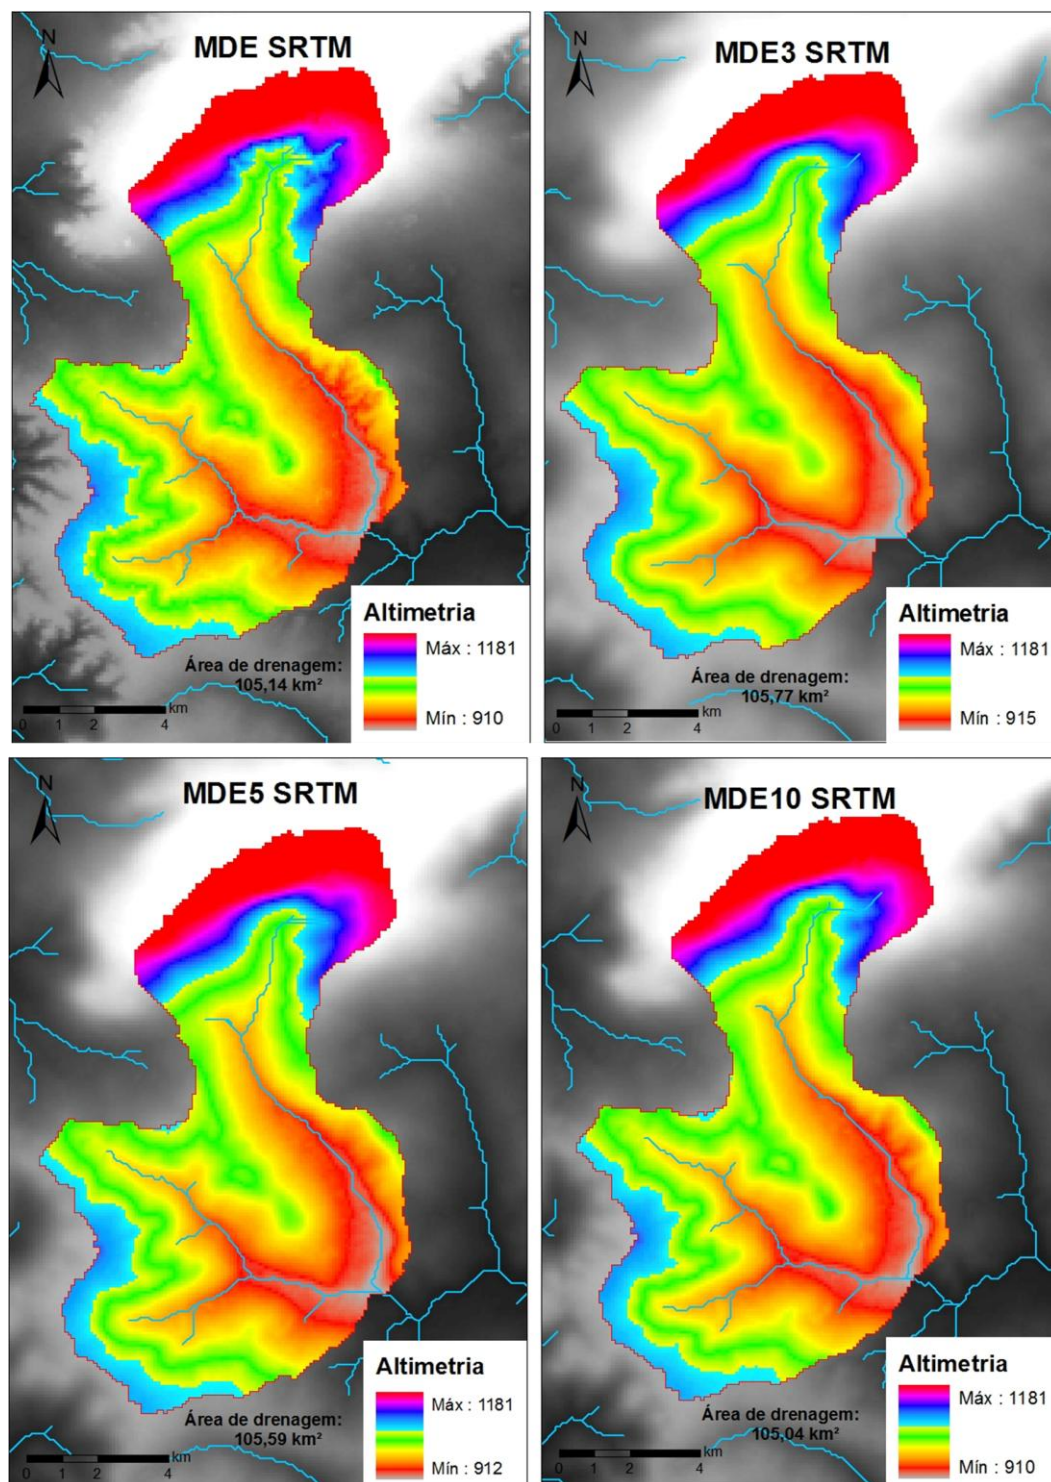 N
MDE SRTM
Altimetria
Máx : 1181
Mín : 910
Área de drenagem:
105,14 km²
km
0 1 2 4
N
MDE3 SRTM
Altimetria
Máx : 1181
Mín : 915
Área de drenagem:
105,77 km²
km
0 1 2 4
N
MDE5 SRTM
Altimetria
Máx : 1181
Mín : 912
Área de drenagem:
105,59 km²
km
0 1 2 4
N
MDE10 SRTM
Altimetria
Máx : 1181
Mín : 910
Área de drenagem:
105,04 km²
km
0 1 2 4